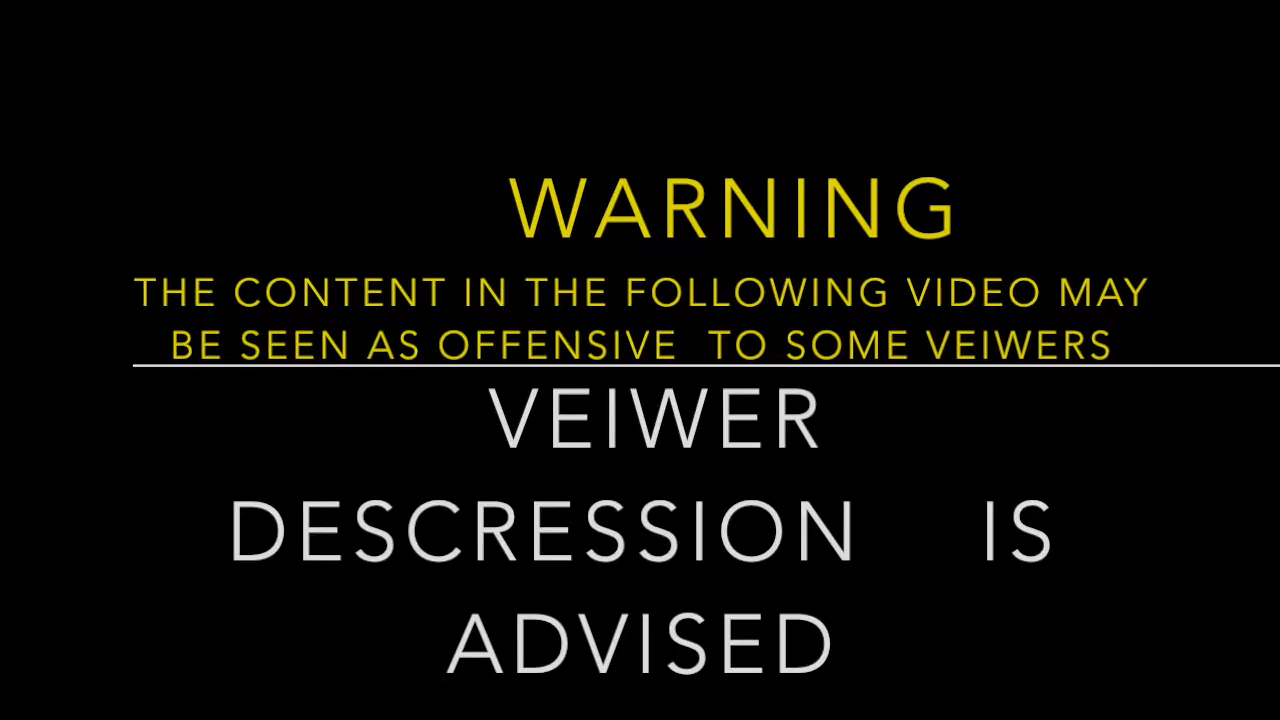 WARNING
THE CONTENT IN THE FOLLOWING VIDEO MAY
BE SEEN AS OFFENSIVE TO SOME VEIWERS
VEIWER
DESCRESSION IS
ADVISED